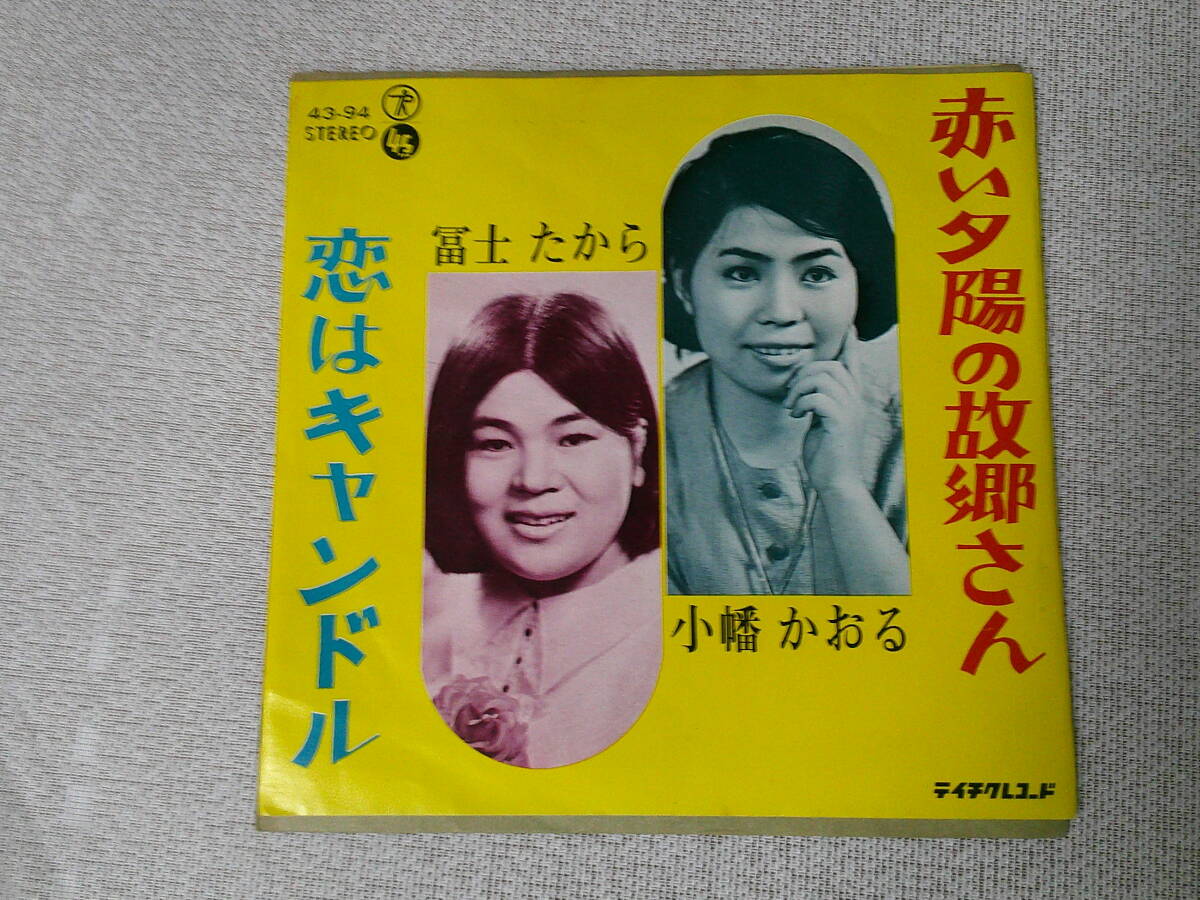 赤い夕陽の故郷さん
小幡 かおる
冨士 たから
恋はキャンドル
43-94
STEREO
45
テイチクレコード